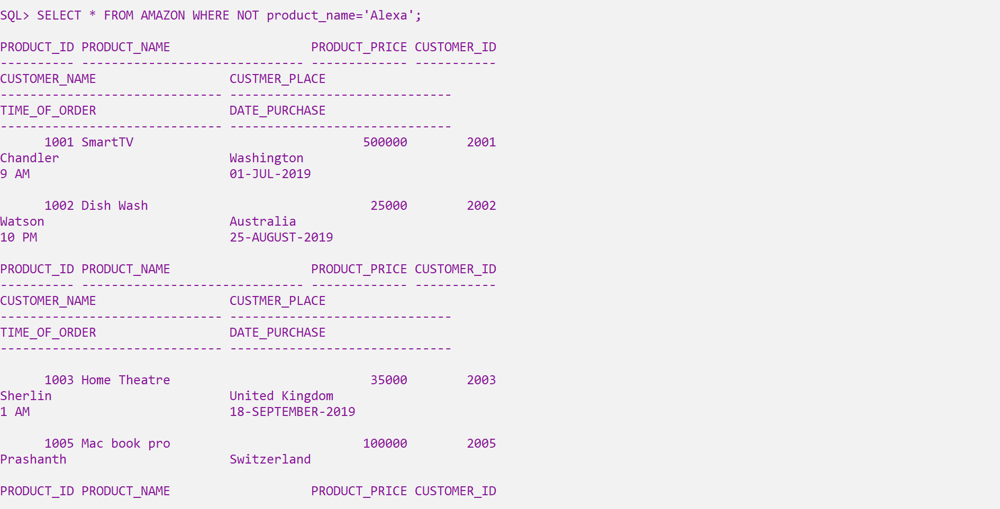 SQL> SELECT * FROM AMAZON WHERE NOT product_name='Alexa';
PRODUCT_ID PRODUCT_NAME                   PRODUCT_PRICE CUSTOMER_ID
---------- ------------------------------ ------------- -----------
CUSTOMER_NAME                  CUSTMER_PLACE
------------------------------ ------------------------------
TIME_OF_ORDER                  DATE_PURCHASE
------------------------------ ------------------------------
      1001 SmartTV                               500000        2001
Chandler                       Washington
9 AM                           01-JUL-2019
      1002 Dish Wash                              25000        2002
Watson                         Australia
10 PM                          25-AUGUST-2019
PRODUCT_ID PRODUCT_NAME                   PRODUCT_PRICE CUSTOMER_ID
---------- ------------------------------ ------------- -----------
CUSTOMER_NAME                  CUSTMER_PLACE
------------------------------ ------------------------------
TIME_OF_ORDER                  DATE_PURCHASE
------------------------------ ------------------------------
      1003 Home Theatre                           35000        2003
Sherlin                        United Kingdom
1 AM                           18-SEPTEMBER-2019
      1005 Mac book pro                          100000        2005
Prashanth                      Switzerland
PRODUCT_ID PRODUCT_NAME                   PRODUCT_PRICE CUSTOMER_ID